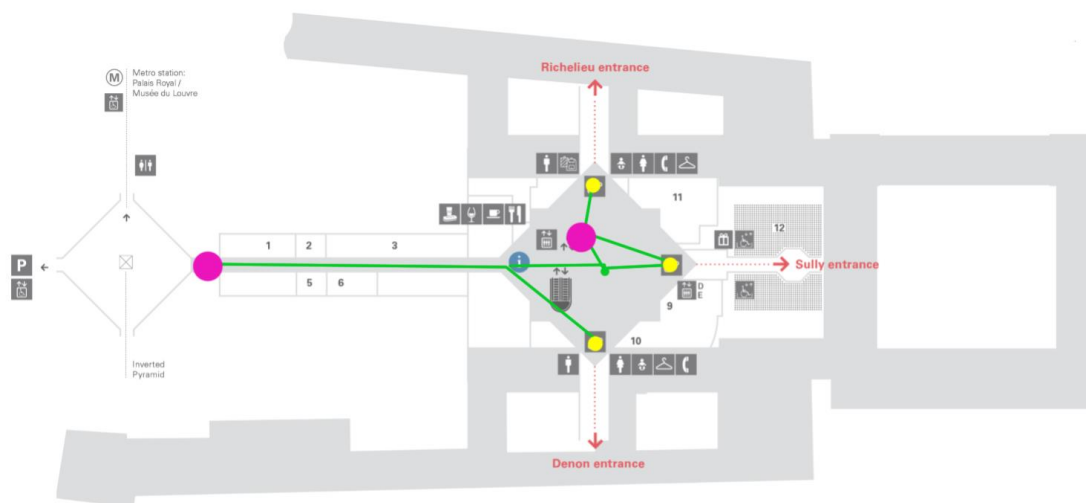 Richelieu entrance
M
Metro station:
Palais Royal /
Musée du Louvre
11
12
1
2
3
i
P
Sully entrance
D
E
5
6
9
10
Inverted
Pyramid
Denon entrance